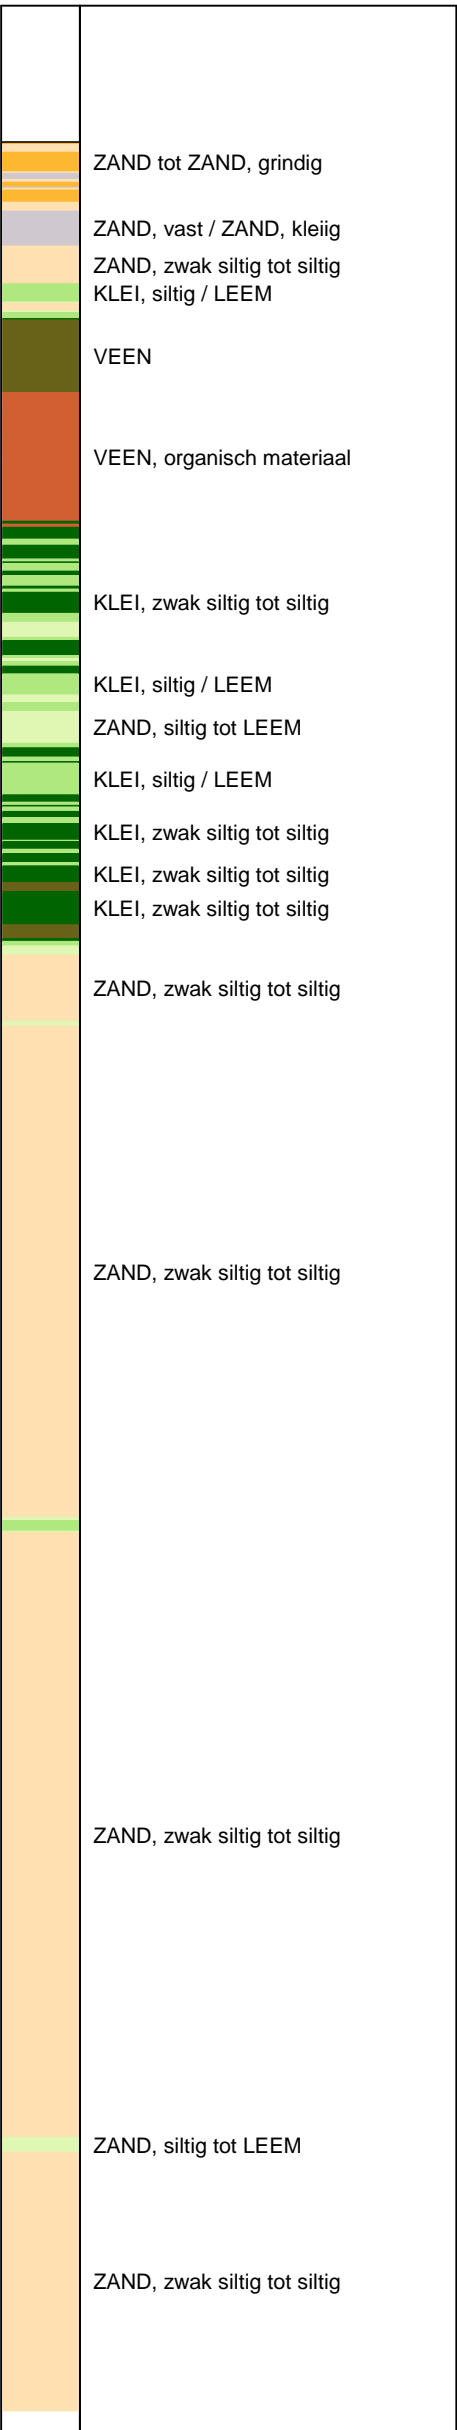 ZAND tot ZAND, grindig
ZAND, vast / ZAND, kleiig
ZAND, zwak siltig tot siltig
KLEI, siltig / LEEM
VEEN
VEEN, organisch materiaal
KLEI, zwak siltig tot siltig
KLEI, siltig / LEEM
ZAND, siltig tot LEEM
KLEI, siltig / LEEM
KLEI, zwak siltig tot siltig
KLEI, zwak siltig tot siltig
KLEI, zwak siltig tot siltig
ZAND, zwak siltig tot siltig
ZAND, zwak siltig tot siltig
ZAND, zwak siltig tot siltig
ZAND, siltig tot LEEM
ZAND, zwak siltig tot siltig